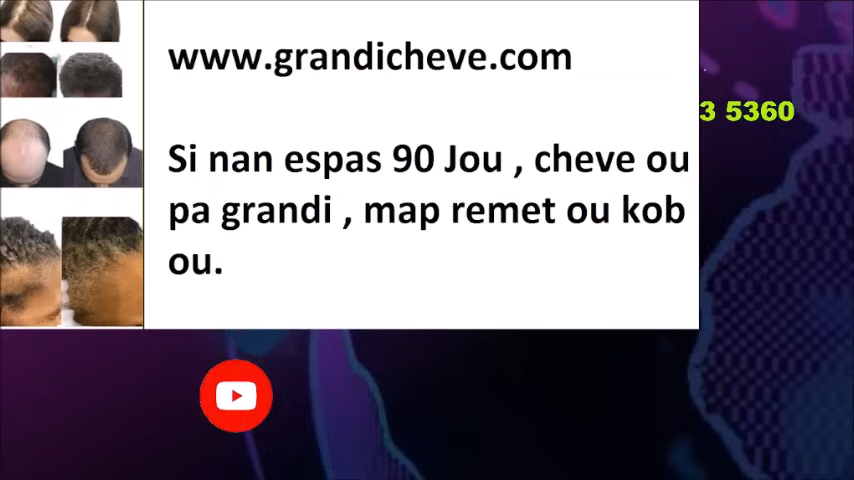 www.grandicheve.com
3 5360
Si nan espas 90 Jou , cheve ou
pa grandi , map remet ou kob
ou.